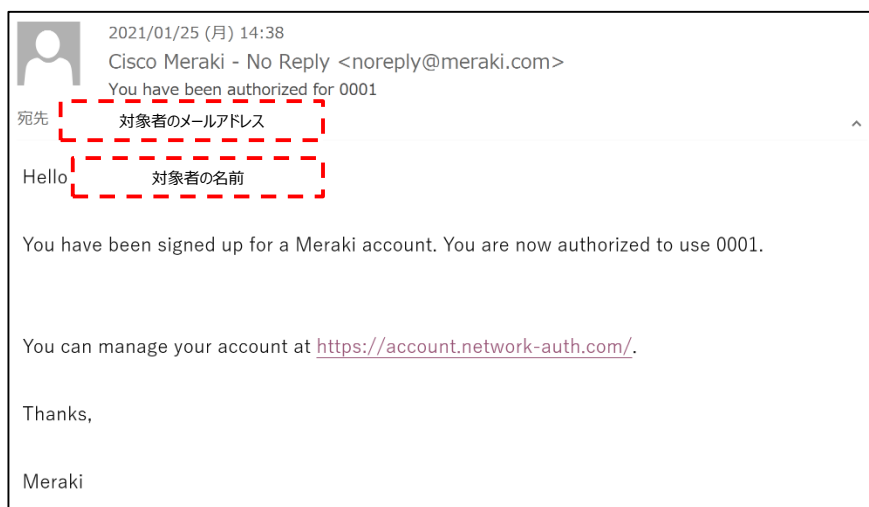 2021/01/25 (月) 14:38
Cisco Meraki - No Reply <noreply@meraki.com>
You have been authorized for 0001
宛先 対象者のメールアドレス
Hello 対象者の名前
You have been signed up for a Meraki account. You are now authorized to use 0001.
You can manage your account at https://account.network-auth.com/.
Thanks,
Meraki